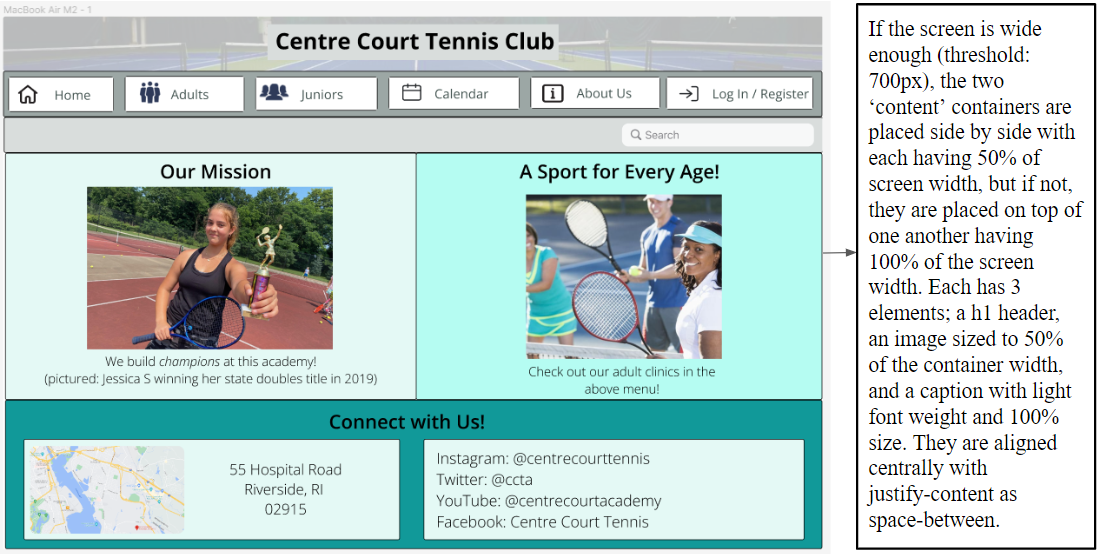 MacBook Air M2 - 1
Centre Court Tennis Club
Home
Adults
Juniors
Calendar
About Us
Log In / Register
Search
Our Mission
We build champions at this academy!
(pictured: Jessica S winning her state doubles title in 2019)
A Sport for Every Age!
Check out our adult clinics in the
above menu!
Connect with Us!
55 Hospital Road
Riverside, RI
02915
Instagram: @centrecourttennis
Twitter: @ccta
YouTube: @centrecourtacademy
Facebook: Centre Court Tennis
If the screen is wide
enough (threshold:
700px), the two
‘content’ containers are
placed side by side with
each having 50% of
screen width, but if not,
they are placed on top of
one another having
100% of the screen
width. Each has 3
elements; a h1 header,
an image sized to 50%
of the container width,
and a caption with light
font weight and 100%
size. They are aligned
centrally with
justify-content as
space-between.